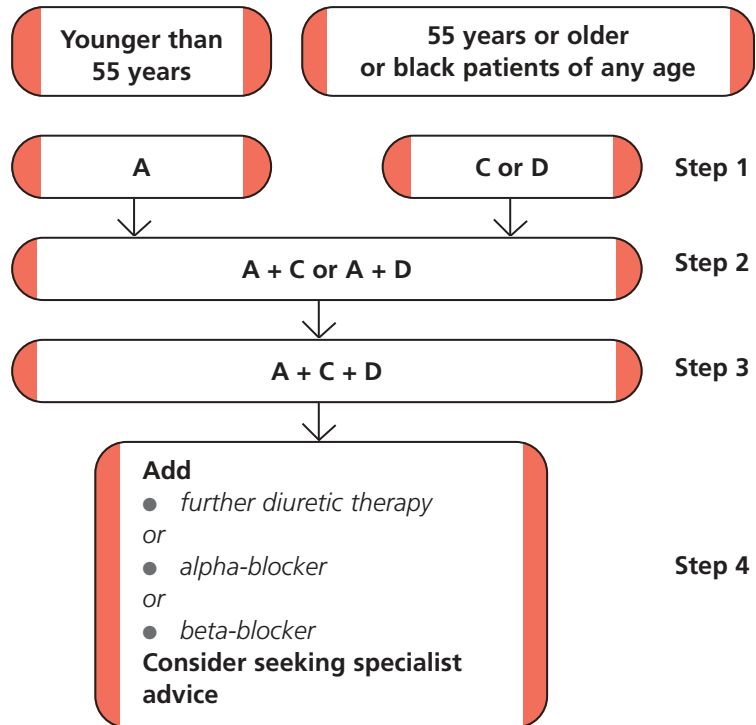 Younger than
55 years
55 years or older
or black patients of any age
A
C or D
Step 1
A + C or A + D
Step 2
A + C + D
Step 3
Add
● further diuretic therapy
or
● alpha-blocker
or
● beta-blocker
Consider seeking specialist
advice
Step 4